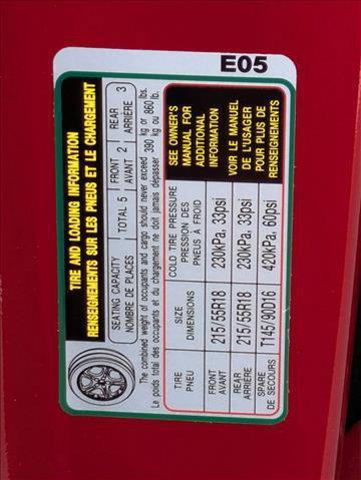 E05
TIRE AND LOADING INFORMATION
RENSEIGNEMENTS SUR LES PNEUS ET LE CHARGEMENT
SEATING CAPACITY
NOMBRE DE PLACES
TOTAL 5
FRONT
AVANT 2
REAR
ARRIÈRE 3
The combined weight of occupants and cargo should never exceed 390 kg or 860 lbs.
Le poids total des occupants et du chargement ne doit jamais dépasser 390 kg ou 860 lb.
TIRE
PNEU
SIZE
DIMENSIONS
COLD TIRE PRESSURE
PRESSION DES
PNEUS À FROID
SEE OWNER'S
MANUAL FOR
ADDITIONAL
INFORMATION
VOIR LE MANUEL
DE L'USAGER
POUR PLUS DE
RENSEIGNEMENTS
FRONT
AVANT
215/55R18
230kPa, 33psi
REAR
ARRIÈRE
215/55R18
230kPa, 33psi
SPARE
DE SECOURS
T145/90D16
420kPa, 60psi